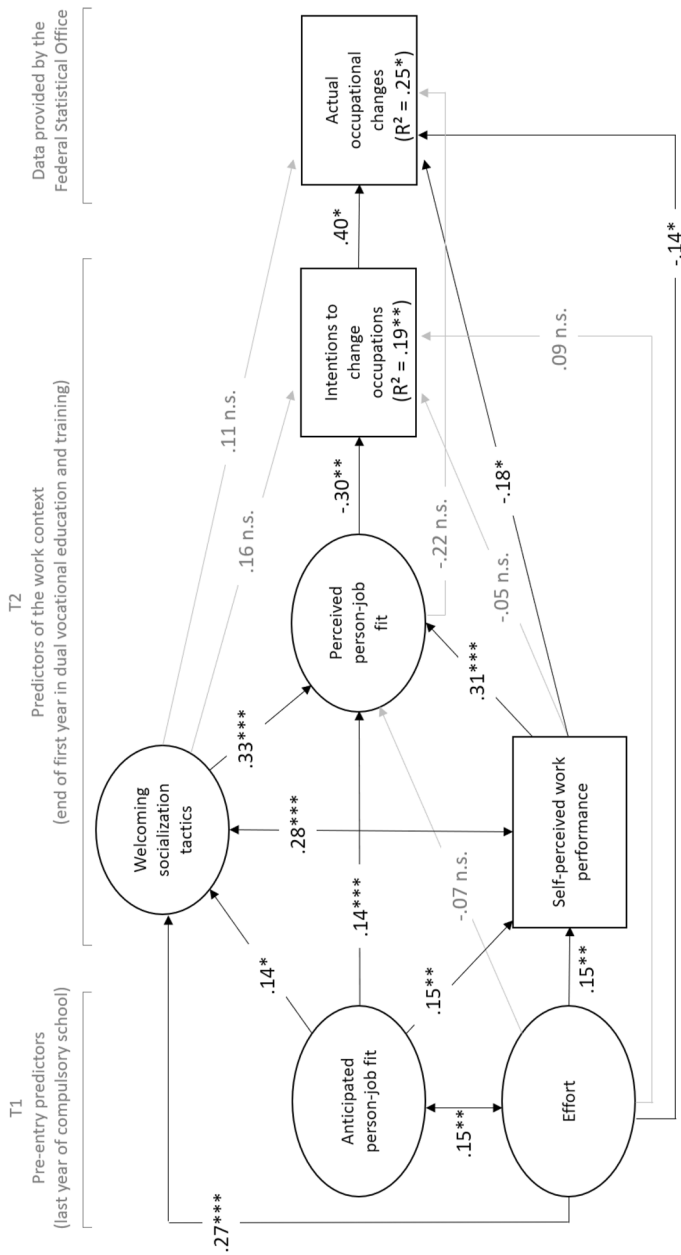 T1
Pre-entry predictors
(last year of compulsory school)
T2
Predictors of the work context
(end of first year in dual vocational education and training)
Data provided by the
Federal Statistical Office
.27***
.14*
Welcoming
socialization
tactics
.11 n.s.
.16 n.s.
.33***
.28***
Anticipated
person-job fit
.14***
Perceived
person-job
fit
-.30**
Intentions to
change
occupations
(R² = .19**)
.40*
Actual
occupational
changes
(R² = .25*)
.15**
.15**
-.07 n.s.
.31***
-.22 n.s.
-.05 n.s.
-.18*
.09 n.s.
Effort
.15**
Self-perceived work
performance
-.14*